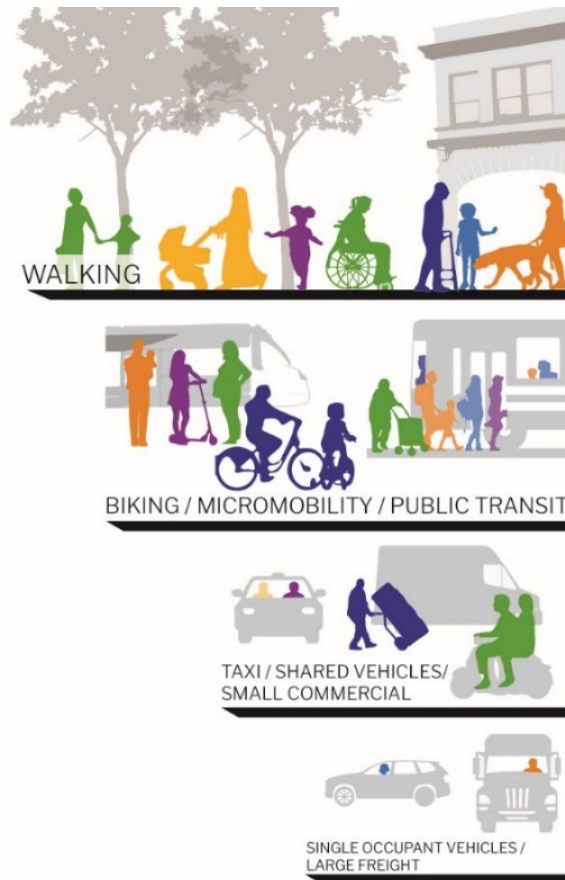 WALKING
BIKING / MICROMOBILITY / PUBLIC TRANSIT
TAXI / SHARED VEHICLES/
SMALL COMMERCIAL
SINGLE OCCUPANT VEHICLES /
LARGE FREIGHT